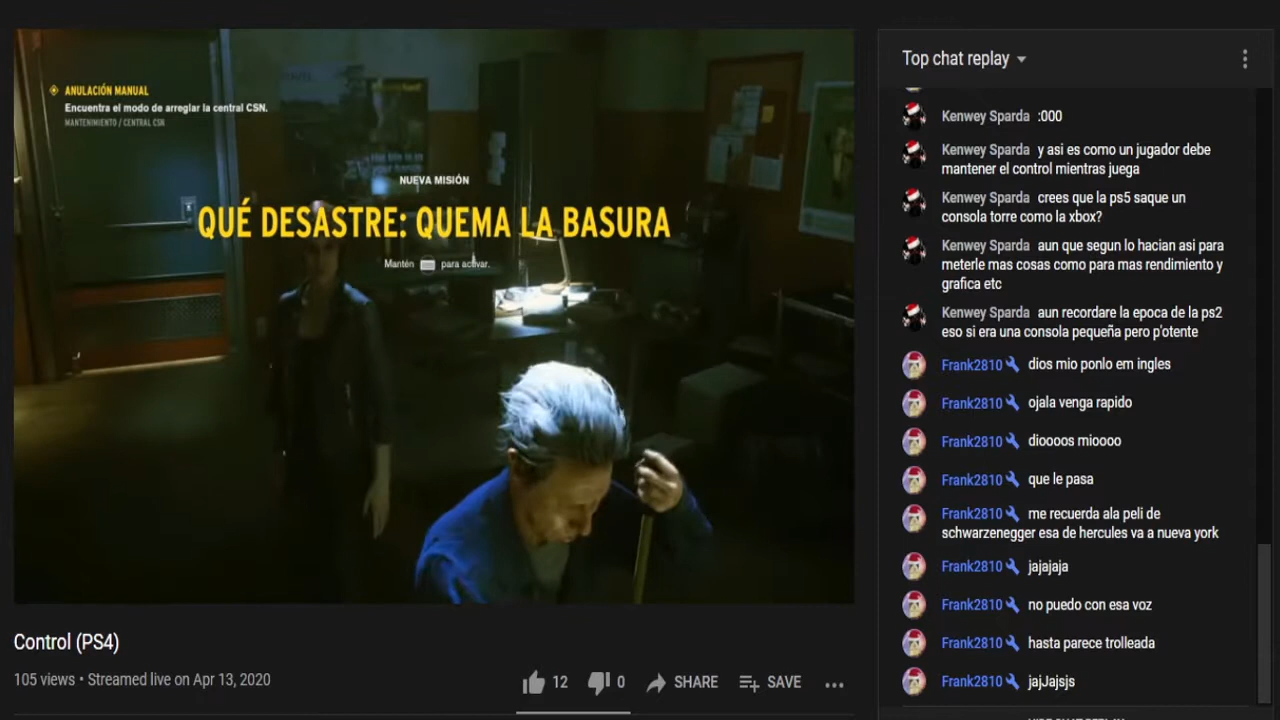 ANULACIÓN MANUAL
Encuentra el modo de arreglar la central CSN.
MANTENIMIENTO / CENTRAL CSN
NUEVA MISIÓN
QUÉ DESASTRE: QUEMA LA BASURA
Mantén para activar.
Control (PS4)
105 views • Streamed live on Apr 13, 2020
12
0
SHARE
SAVE
Top chat replay
Kenwey Sparda :000
Kenwey Sparda y asi es como un jugador debe
mantener el control mientras juega
Kenwey Sparda crees que la ps5 saque un
consola torre como la xbox?
Kenwey Sparda aun que segun lo hacian asi para
meterle mas cosas como para mas rendimiento y
grafica etc
Kenwey Sparda aun recordare la epoca de la ps2
eso si era una consola pequeña pero p'otente
Frank2810 dios mio ponlo em ingles
Frank2810 ojala venga rapido
Frank2810 dioooos mioooo
Frank2810 que le pasa
Frank2810 me recuerda ala peli de
schwarzenegger esa de hercules va a nueva york
Frank2810 jajajaja
Frank2810 no puedo con esa voz
Frank2810 hasta parece trolleada
Frank2810 jajJajsjs